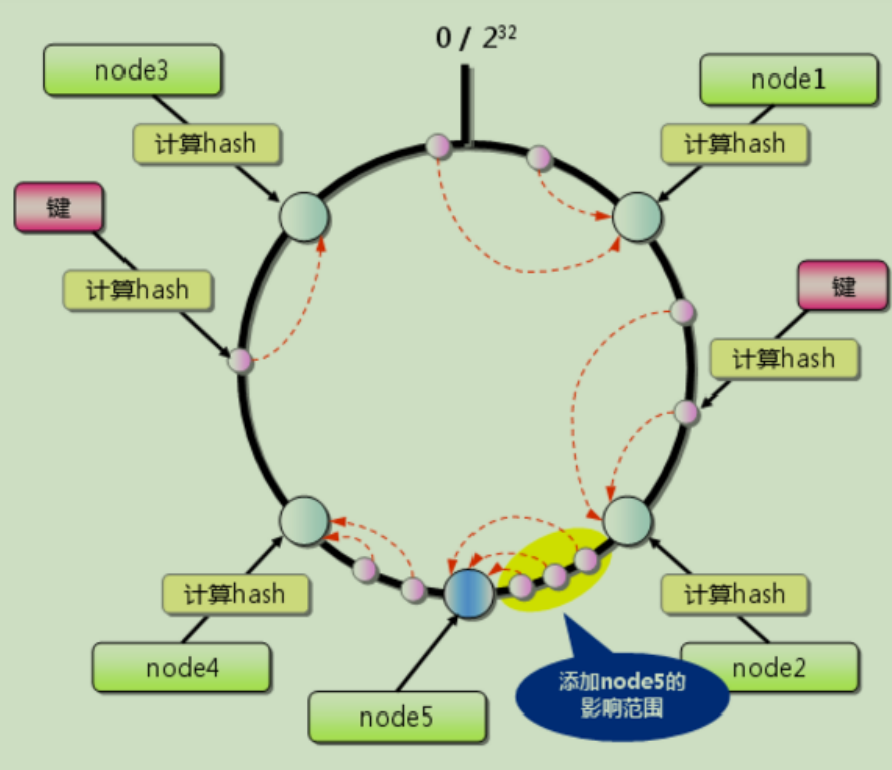 0 / 2³²
node3
node1
计算hash
计算hash
键
计算hash
键
计算hash
计算hash
计算hash
node4
node2
添加node5的
影响范围
node5